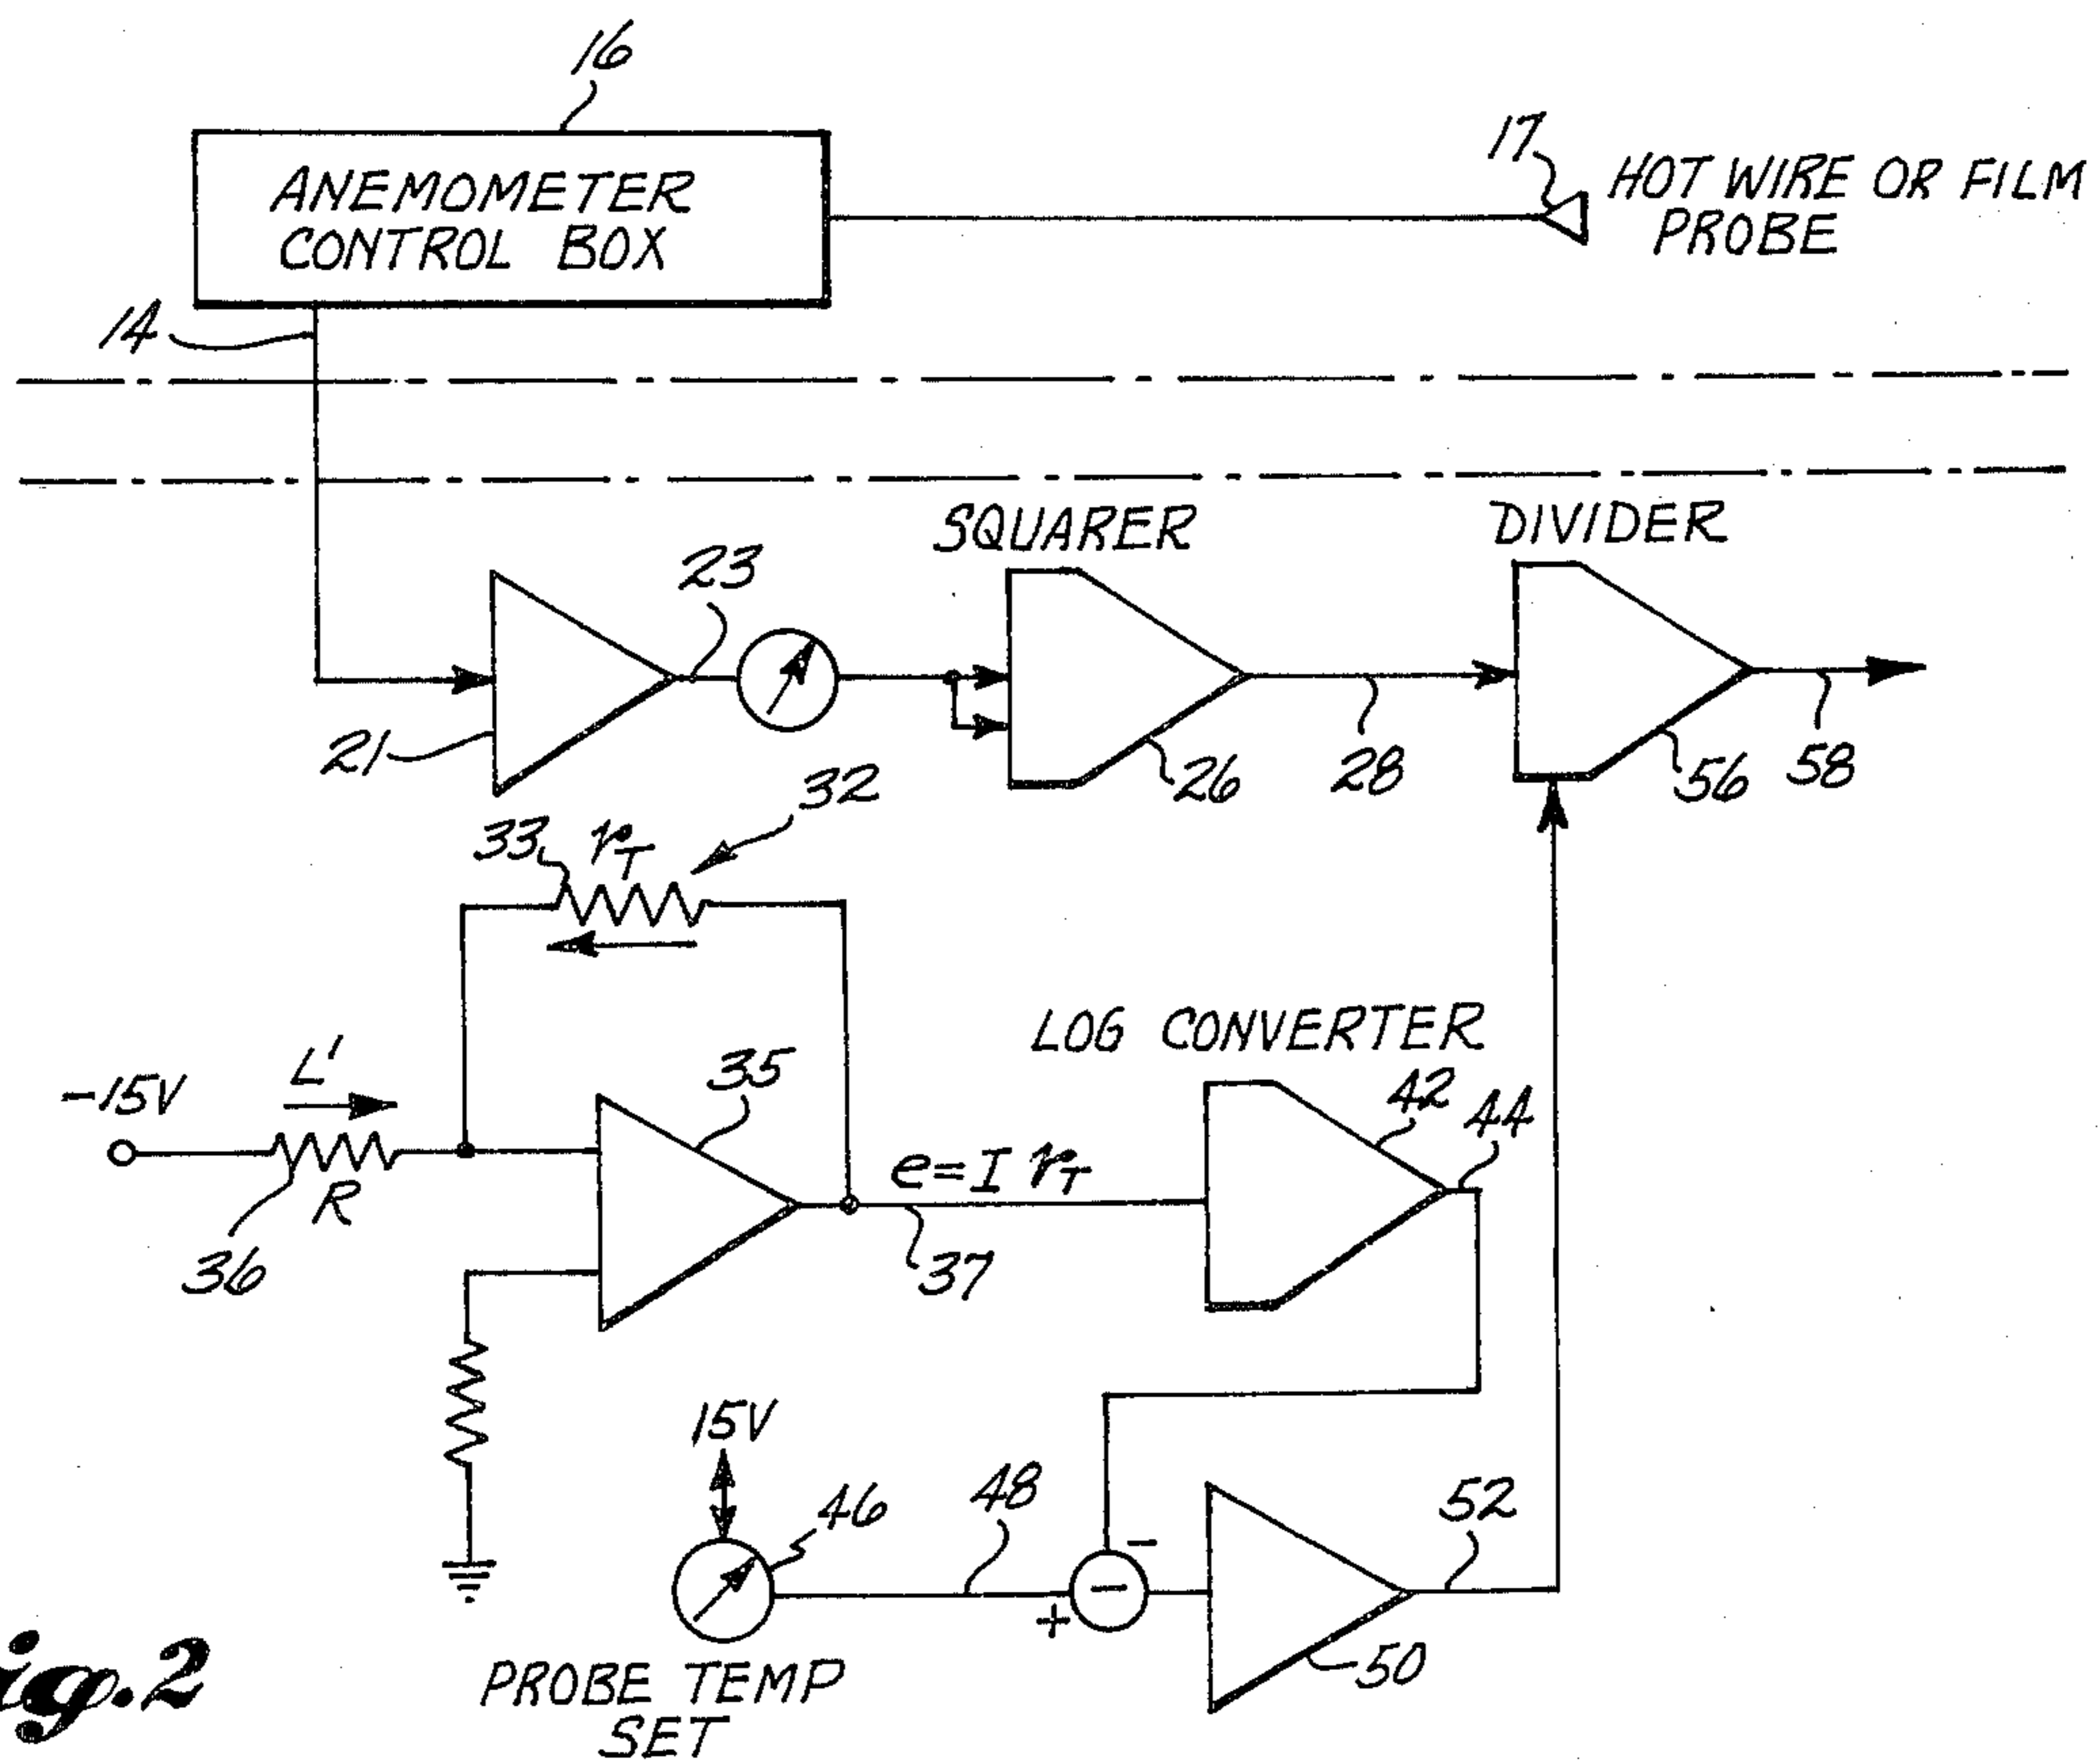 16
ANEMOMETER
CONTROL BOX
17
HOT WIRE OR FILM
PROBE
14
SQUARER
DIVIDER
23
21
26
28
56
58
32
33
rT
LOG CONVERTER
-15V
35
42
44
R
36
e=I rT
37
15V
46
48
-
−
+
52
50
PROBE TEMP
SET
ig.2